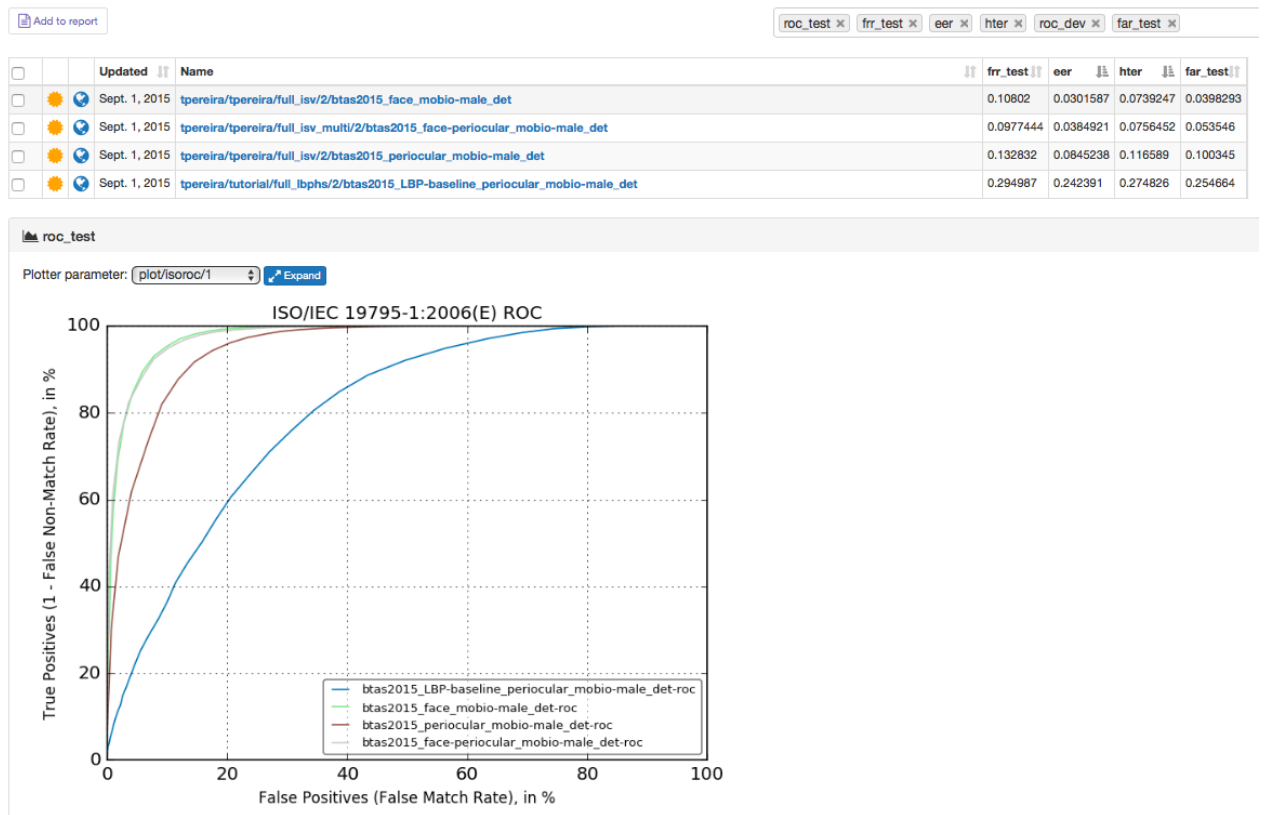 Add to report
roc_test × frr_test × eer × hter × roc_dev × far_test ×
Updated Name frr_test eer hter far_test
Sept. 1, 2015 tpereira/tpereira/full_isv/2/btas2015_face_mobio-male_det 0.10802 0.0301587 0.0739247 0.0398293
Sept. 1, 2015 tpereira/tpereira/full_isv_multi/2/btas2015_face-periocular_mobio-male_det 0.0977444 0.0384921 0.0756452 0.053546
Sept. 1, 2015 tpereira/tpereira/full_isv/2/btas2015_periocular_mobio-male_det 0.132832 0.0845238 0.116589 0.100345
Sept. 1, 2015 tpereira/tutorial/full_lbphs/2/btas2015_LBP-baseline_periocular_mobio-male_det 0.294987 0.242391 0.274826 0.254664
roc_test
Plotter parameter: plot/isoroc/1 Expand
ISO/IEC 19795-1:2006(E) ROC
100
80
60
40
20
0
True Positives (1 - False Non-Match Rate), in %
btas2015_LBP-baseline_periocular_mobio-male_det-roc
btas2015_face_mobio-male_det-roc
btas2015_periocular_mobio-male_det-roc
btas2015_face-periocular_mobio-male_det-roc
0 20 40 60 80 100
False Positives (False Match Rate), in %